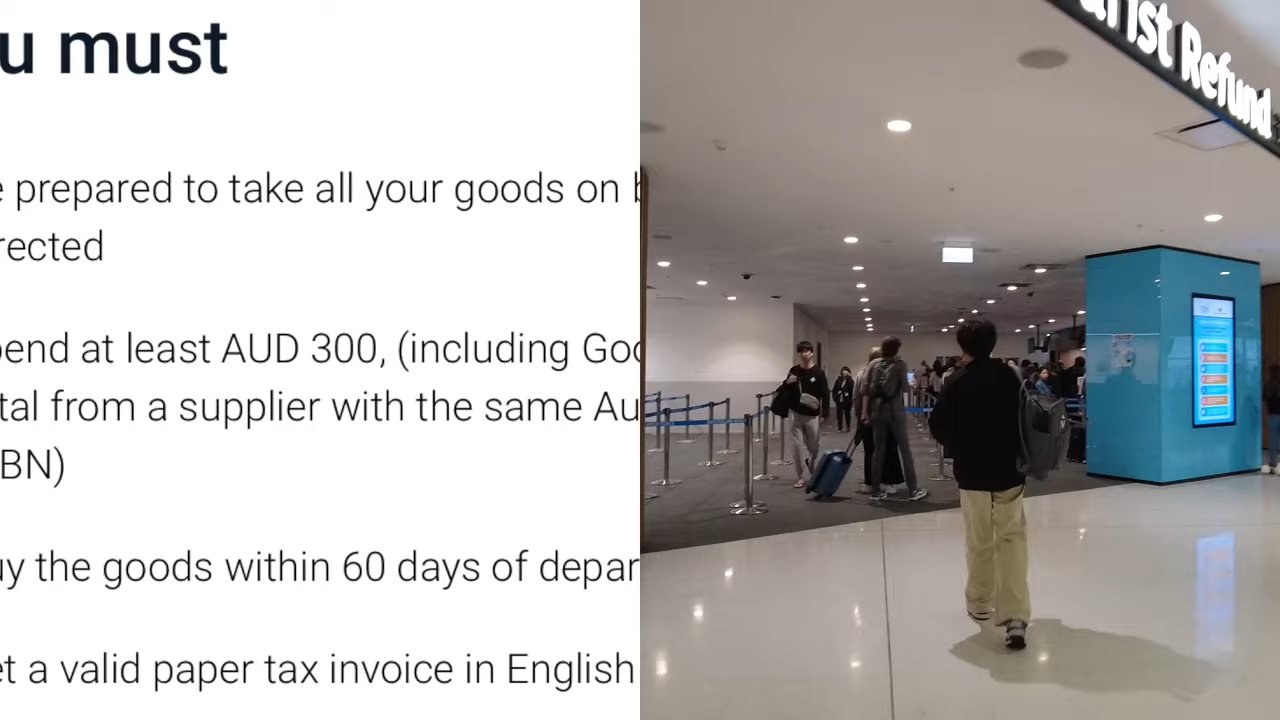 u must
e prepared to take all your goods on b
rected
pend at least AUD 300, (including Goo
tal from a supplier with the same Au
BN)
uy the goods within 60 days of depar
et a valid paper tax invoice in English
urist Refund